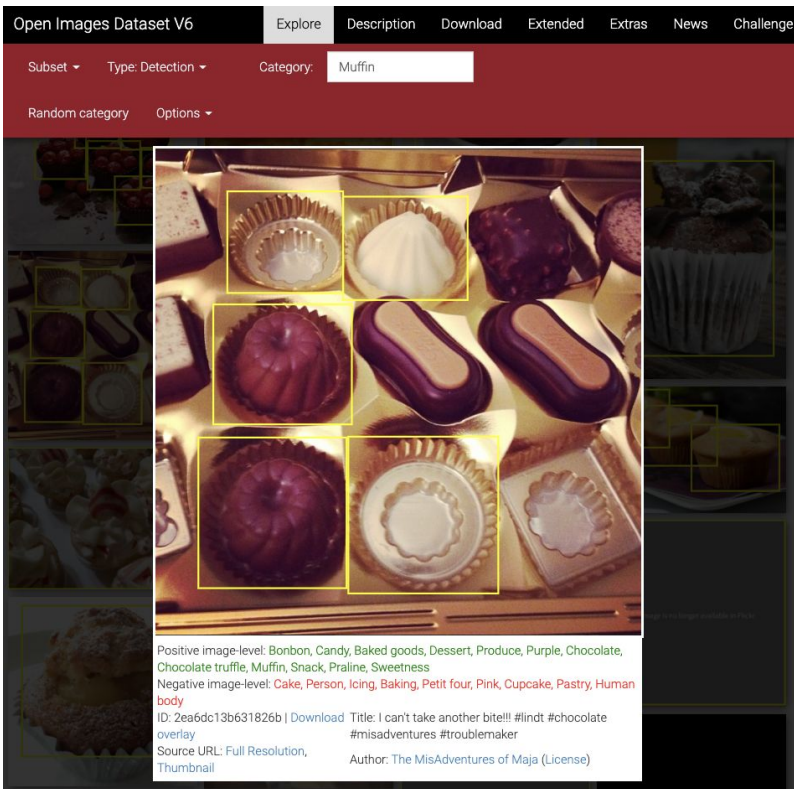 Open Images Dataset V6 Explore Description Download Extended Extras News Challenge
Subset Type: Detection Category: Muffin
Random category Options
Positive image-level: Bonbon, Candy, Baked goods, Dessert, Produce, Purple, Chocolate,
Chocolate truffle, Muffin, Snack, Praline, Sweetness
Negative image-level: Cake, Person, Icing, Baking, Petit four, Pink, Cupcake, Pastry, Human
body
ID: 2ea6dc13b631826b | Download
overlay
Source URL: Full Resolution,
Thumbnail
Title: I can't take another bite!!! #lindt #chocolate
#misadventures #troublemaker
Author: The MisAdventures of Maja (License)